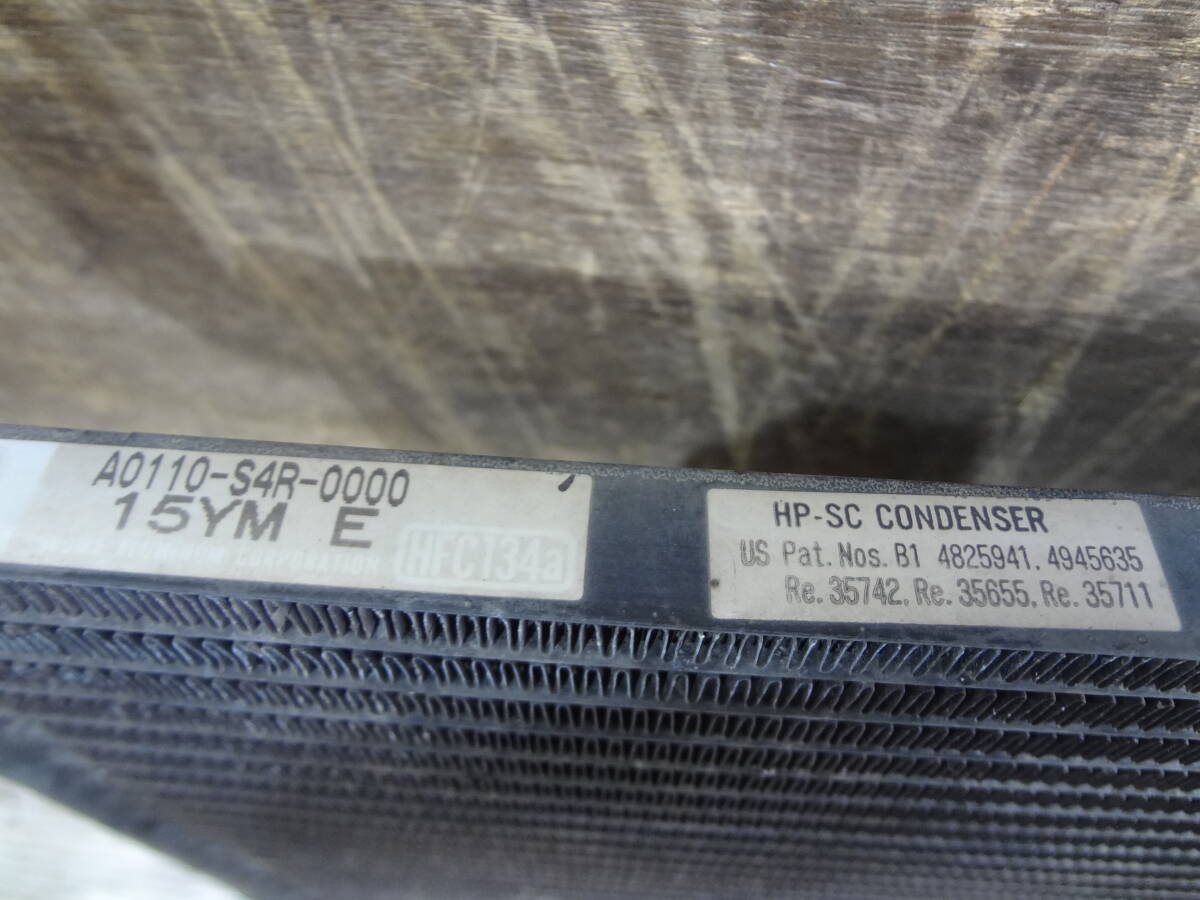 A0110-S4R-0000
15YM E
CORPORATION
HFC134a
HP-SC CONDENSER
US Pat. Nos. B1 4825941, 4945635
Re. 35742, Re. 35655, Re. 35711